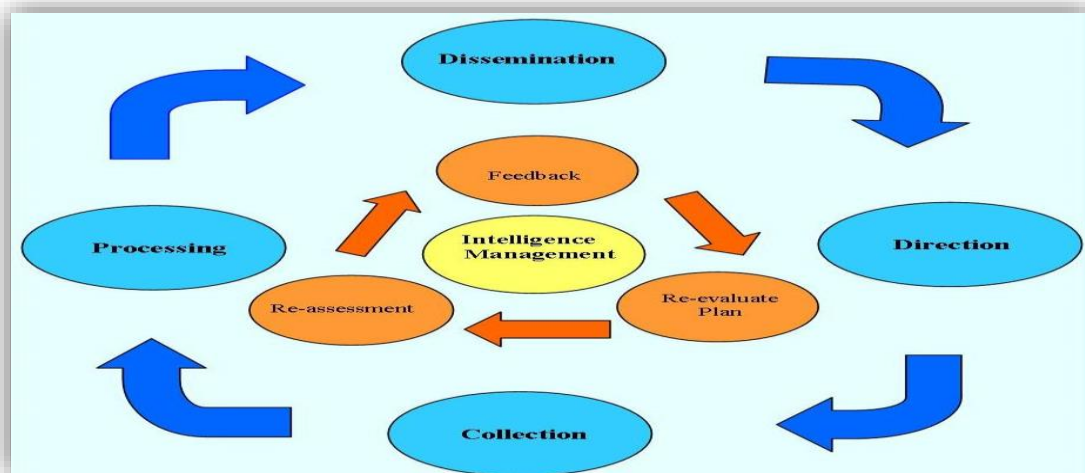 Dissemination
Feedback
Processing
Intelligence
Management
Direction
Re-assessment
Re-evaluate
Plan
Collection